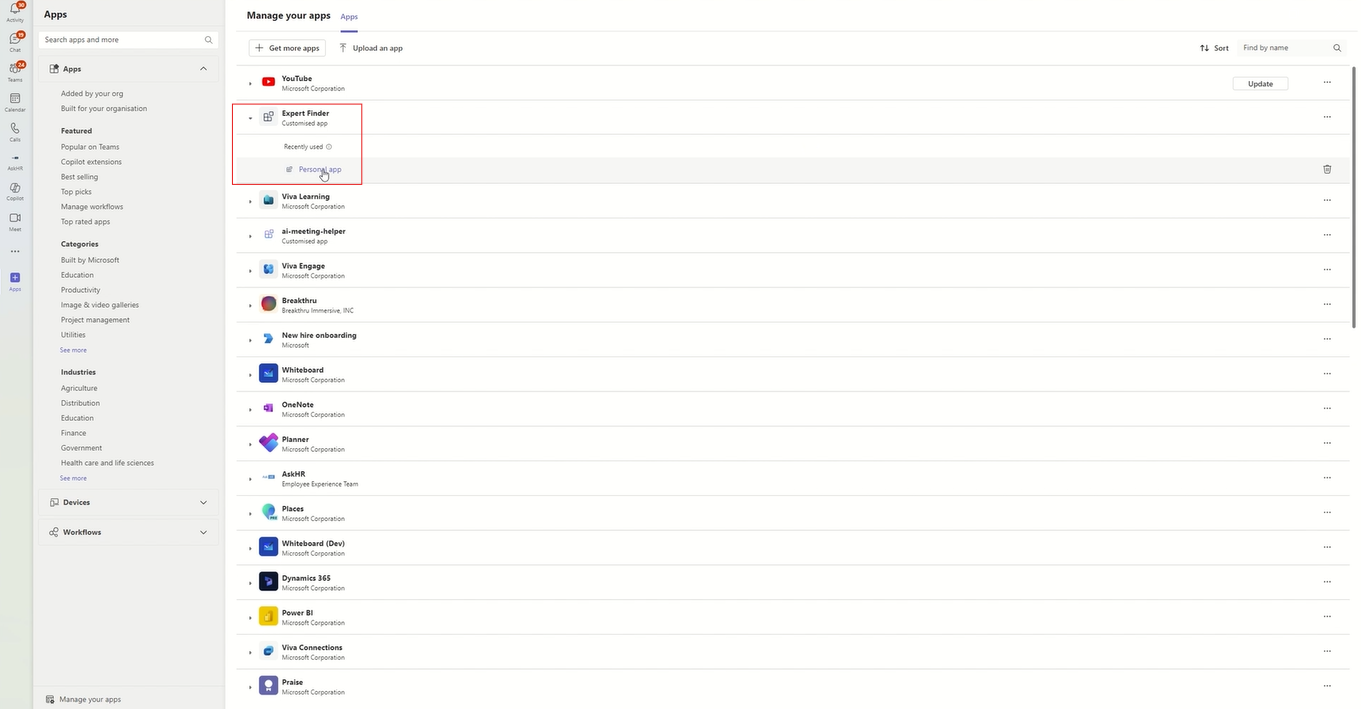 30
Activity
19
Chat
24
Teams
Calendar
Calls
AskHR
Copilot
Meet
Apps
Apps
Search apps and more
Apps
Added by your org
Built for your organisation
Featured
Popular on Teams
Copilot extensions
Best selling
Top picks
Manage workflows
Top rated apps
Categories
Built by Microsoft
Education
Productivity
Image & video galleries
Project management
Utilities
See more
Industries
Agriculture
Distribution
Education
Finance
Government
Health care and life sciences
See more
Devices
Workflows
Manage your apps
Manage your apps Apps
Get more apps Upload an app Sort Find by name
YouTube
Microsoft Corporation
Update
Expert Finder
Customised app
Recently used
Personal app
Viva Learning
Microsoft Corporation
ai-meeting-helper
Customised app
Viva Engage
Microsoft Corporation
Breakthru
Breakthru Immersive, INC
New hire onboarding
Microsoft
Whiteboard
Microsoft Corporation
OneNote
Microsoft Corporation
Planner
Microsoft Corporation
AskHR
Employee Experience Team
Places
Microsoft Corporation
Whiteboard (Dev)
Microsoft Corporation
Dynamics 365
Microsoft Corporation
Power BI
Microsoft Corporation
Viva Connections
Microsoft Corporation
Praise
Microsoft Corporation